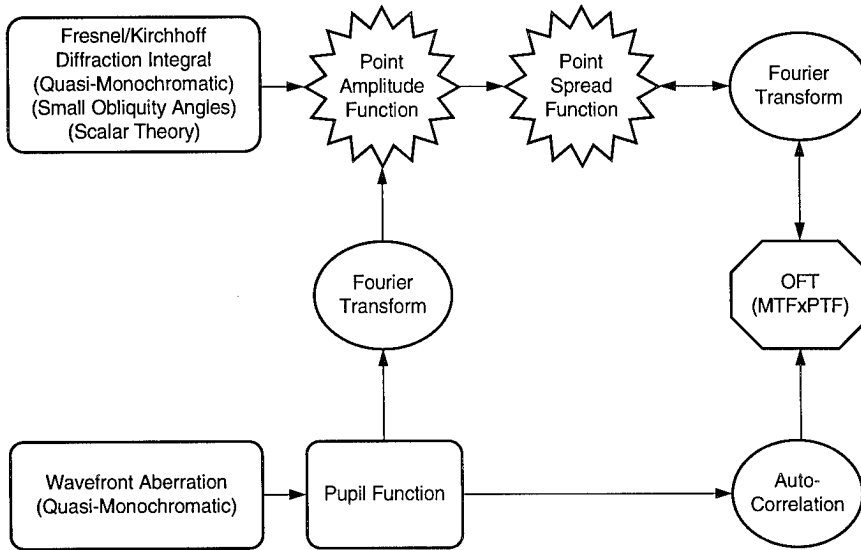 Fresnel/Kirchhoff
Diffraction Integral
(Quasi-Monochromatic)
(Small Obliquity Angles)
(Scalar Theory)
Point
Amplitude
Function
Point
Spread
Function
Fourier
Transform
Fourier
Transform
OFT
(MTFxPTF)
Wavefront Aberration
(Quasi-Monochromatic)
Pupil Function
Auto-
Correlation